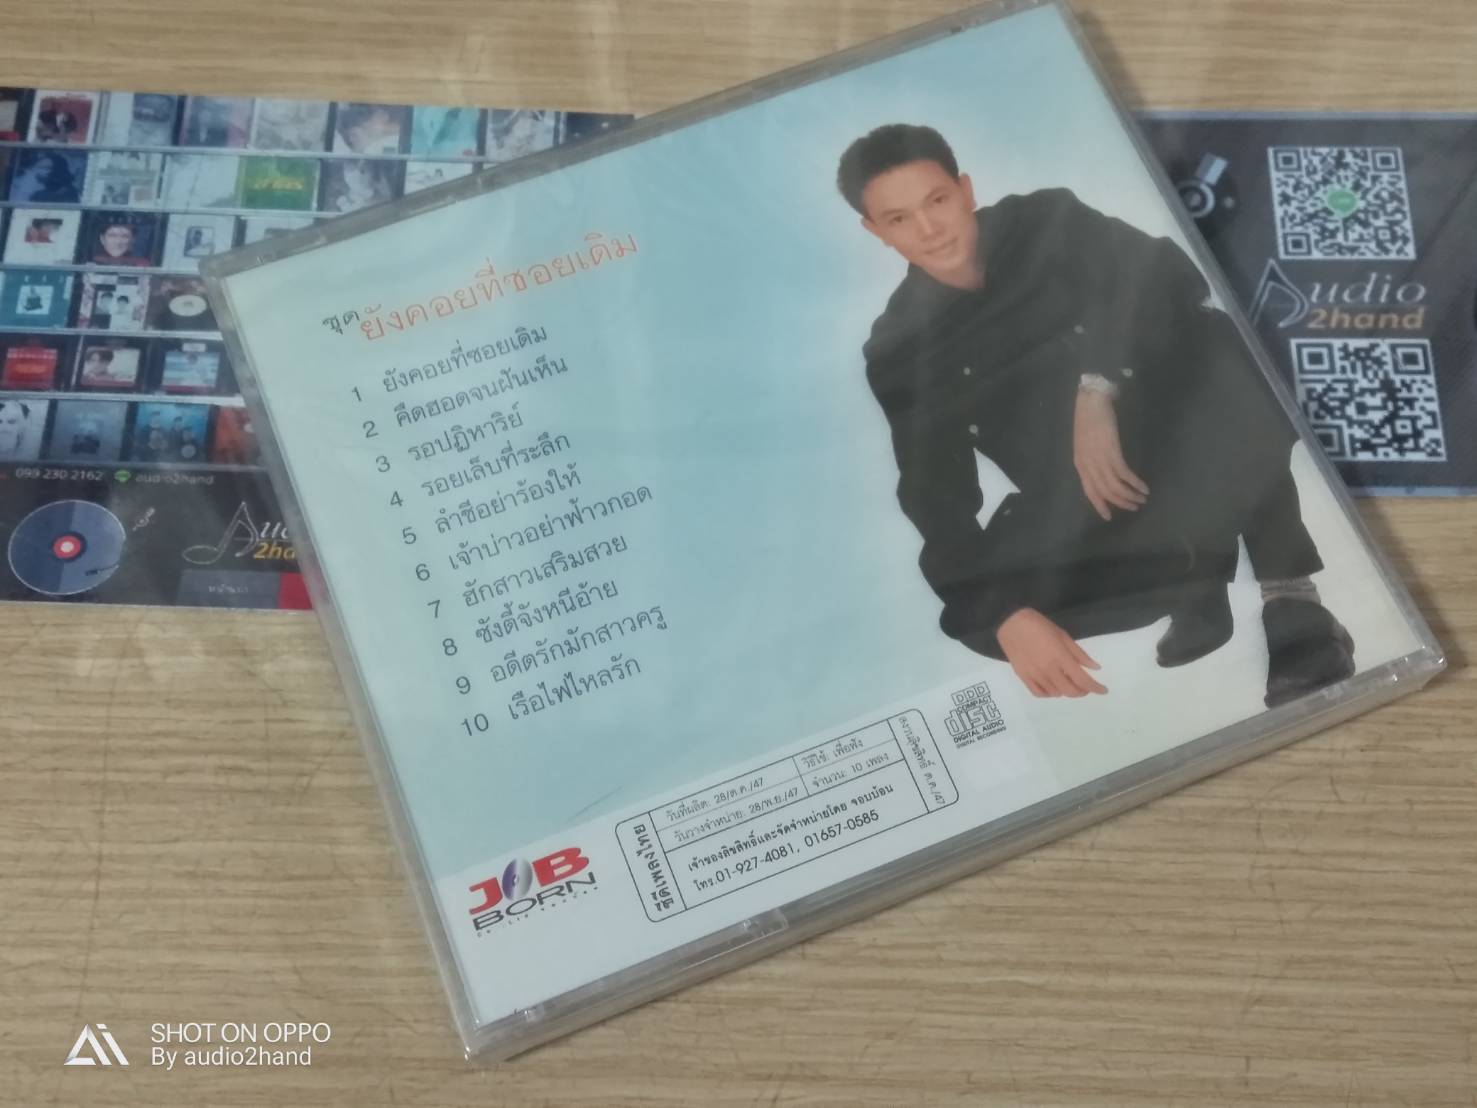 ชุด ยังคอยที่ซอยเดิม
1 ยังคอยที่ซอยเดิม
2 คึดฮอดจนฝันเห็น
3 รอปฏิหาริย์
4 รอยเล็บที่ระลึก
5 ลำซีอย่าร้องไห้
6 เจ้าบ่าวอย่าฟ้าวกอด
7 ฮักสาวเสริมสวย
8 ซังดี้จังหนีอ้าย
9 อดีตรักมักสาวครู
10 เรือไฟไหลรัก
JOB
BORN
ซีดีเพลงไทย
วันที่ผลิต: 28/ต.ค./47
วิธีใช้: เพื่อฟัง
วันวางจำหน่าย: 28/พ.ย./47
จำนวน: 10 เพลง
เจ้าของลิขสิทธิ์และจัดจำหน่ายโดย จอบบ้อน
โทร.01-927-4081, 01657-0585
DDD
COMPACT
disc
DIGITAL AUDIO
DIGITAL RECORDING
Audio
2hand
099 230 2162 audio2hand
SHOT ON OPPO
By audio2hand